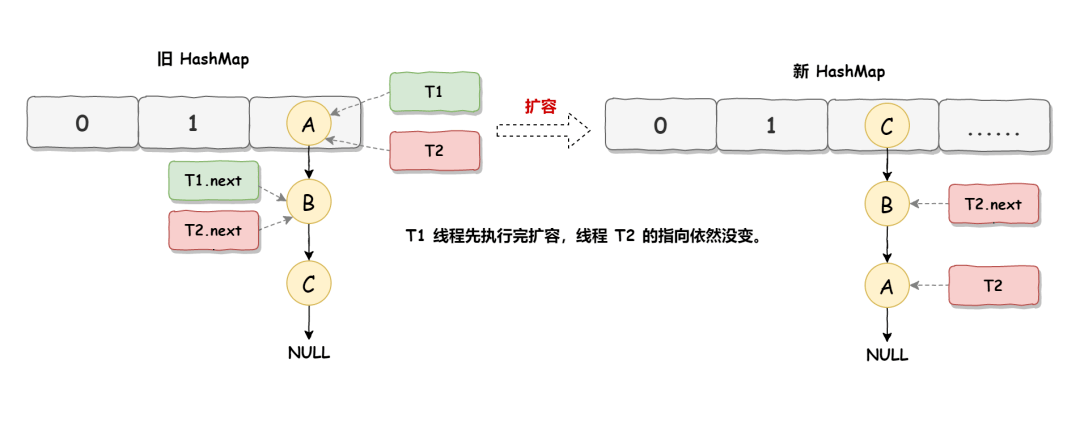 旧 HashMap
0
1
A
T1
T2
T1.next
T2.next
B
C
NULL
扩容
T1 线程先执行完扩容，线程 T2 的指向依然没变。
新 HashMap
0
1
C
......
B
T2.next
A
T2
NULL